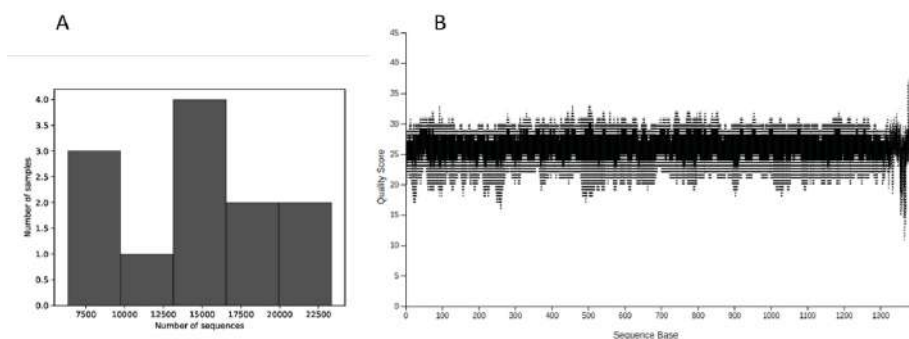 A
B
Number of samples
4.0
3.5
3.0
2.5
2.0
1.5
1.0
0.5
0.0
7500 10000 12500 15000 17500 20000 22500
Number of sequences
Quality Score
45
40
35
30
25
20
15
10
5
0
0 100 200 300 400 500 600 700 800 900 1000 1100 1200 1300
Sequence Base